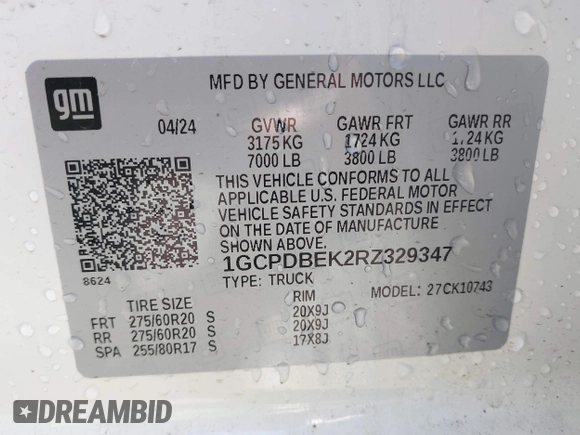 gm
MFD BY GENERAL MOTORS LLC
04/24 GVWR GAWR FRT GAWR RR
3175 KG 1724 KG 1724 KG
7000 LB 3800 LB 3800 LB
THIS VEHICLE CONFORMS TO ALL
APPLICABLE U.S. FEDERAL MOTOR
VEHICLE SAFETY STANDARDS IN EFFECT
ON THE DATE OF MANUFACTURE
SHOWN ABOVE.
8624
1GCPDBEK2RZ329347
TYPE: TRUCK MODEL: 27CK10743
TIRE SIZE RIM
FRT 275/60R20 S 20X9J
RR 275/60R20 S 20X9J
SPA 255/80R17 S 17X8J
DREAMBID